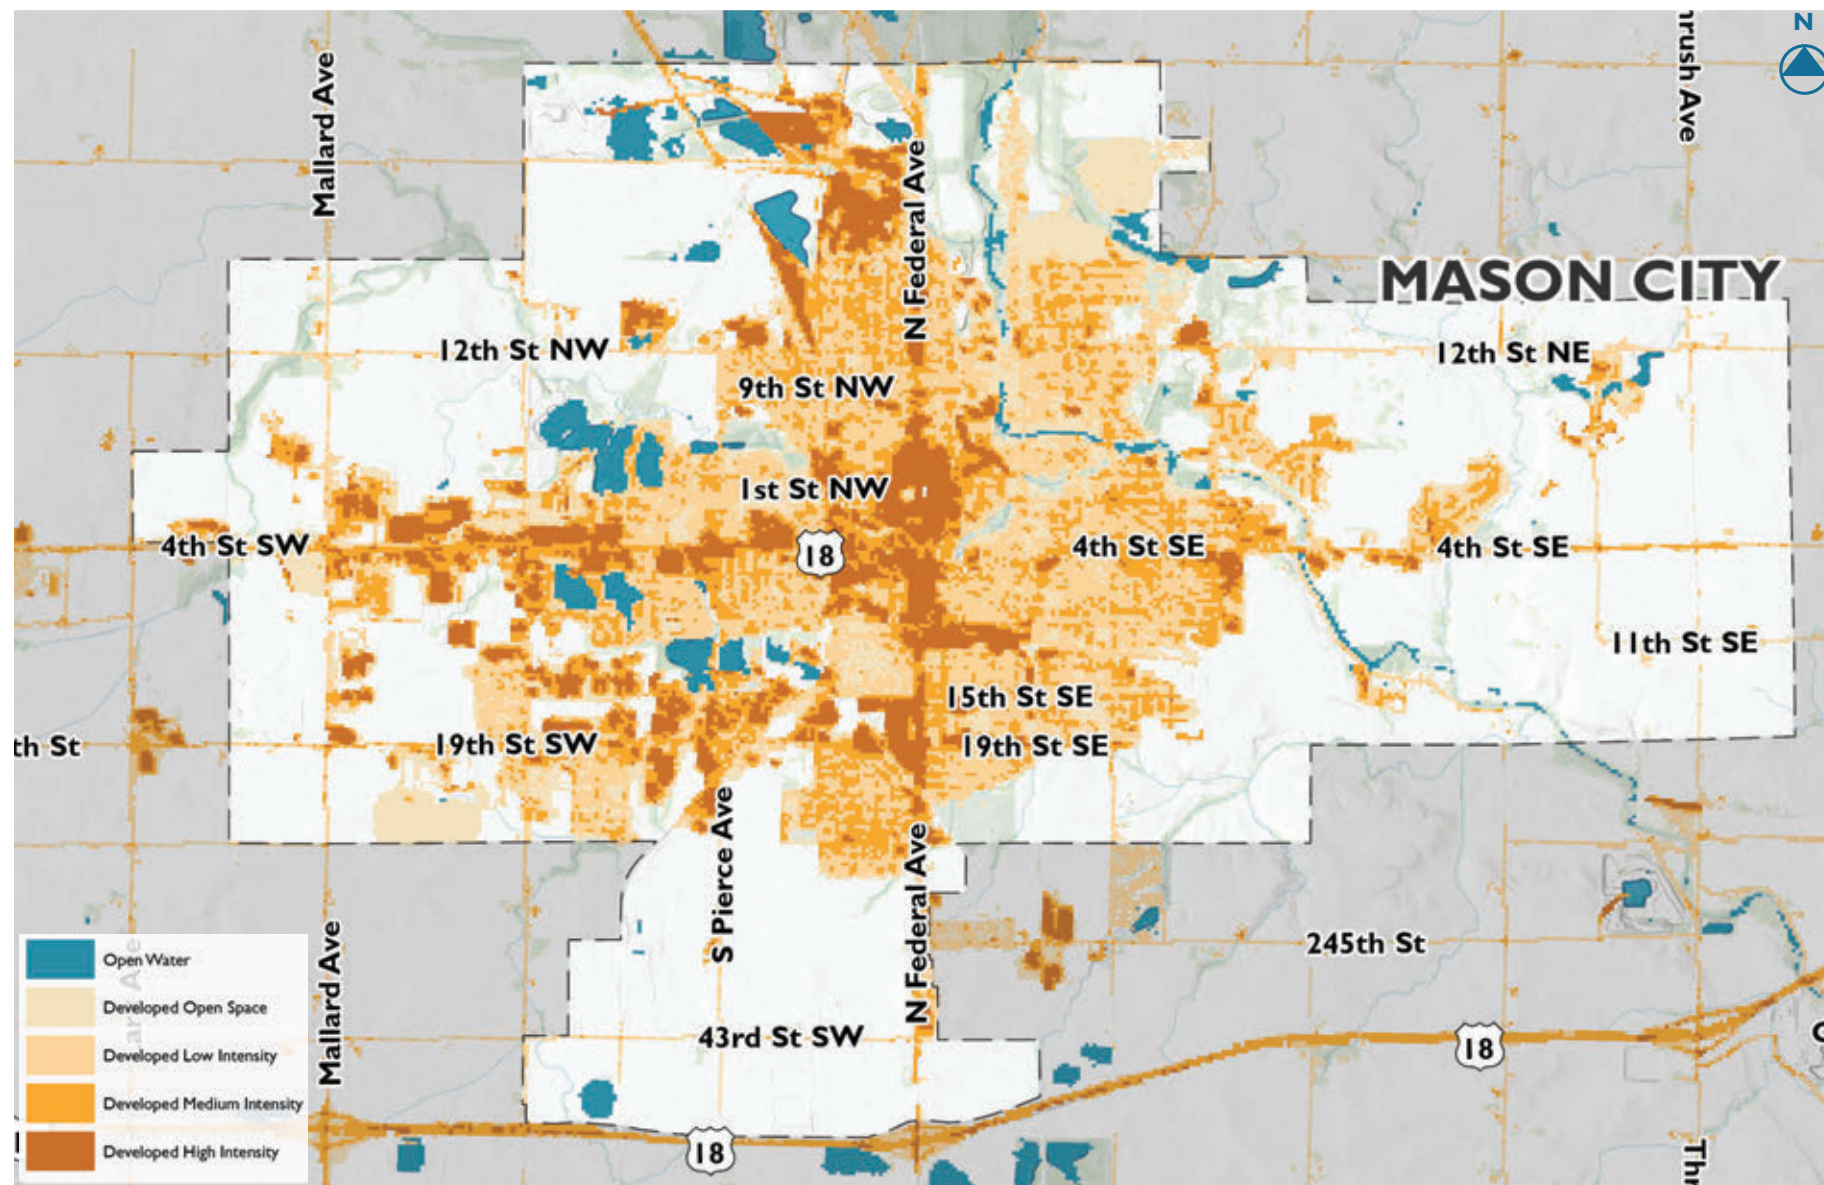 N
Mallard Ave
hrush Ave
N Federal Ave
MASON CITY
12th St NW
12th St NE
9th St NW
1st St NW
4th St SW
18
4th St SE
4th St SE
11th St SE
15th St SE
th St
19th St SW
19th St SE
S Pierce Ave
N Federal Ave
Mallard Ave
245th St
43rd St SW
18
18
Thr
Open Water
Developed Open Space
Developed Low Intensity
Developed Medium Intensity
Developed High Intensity